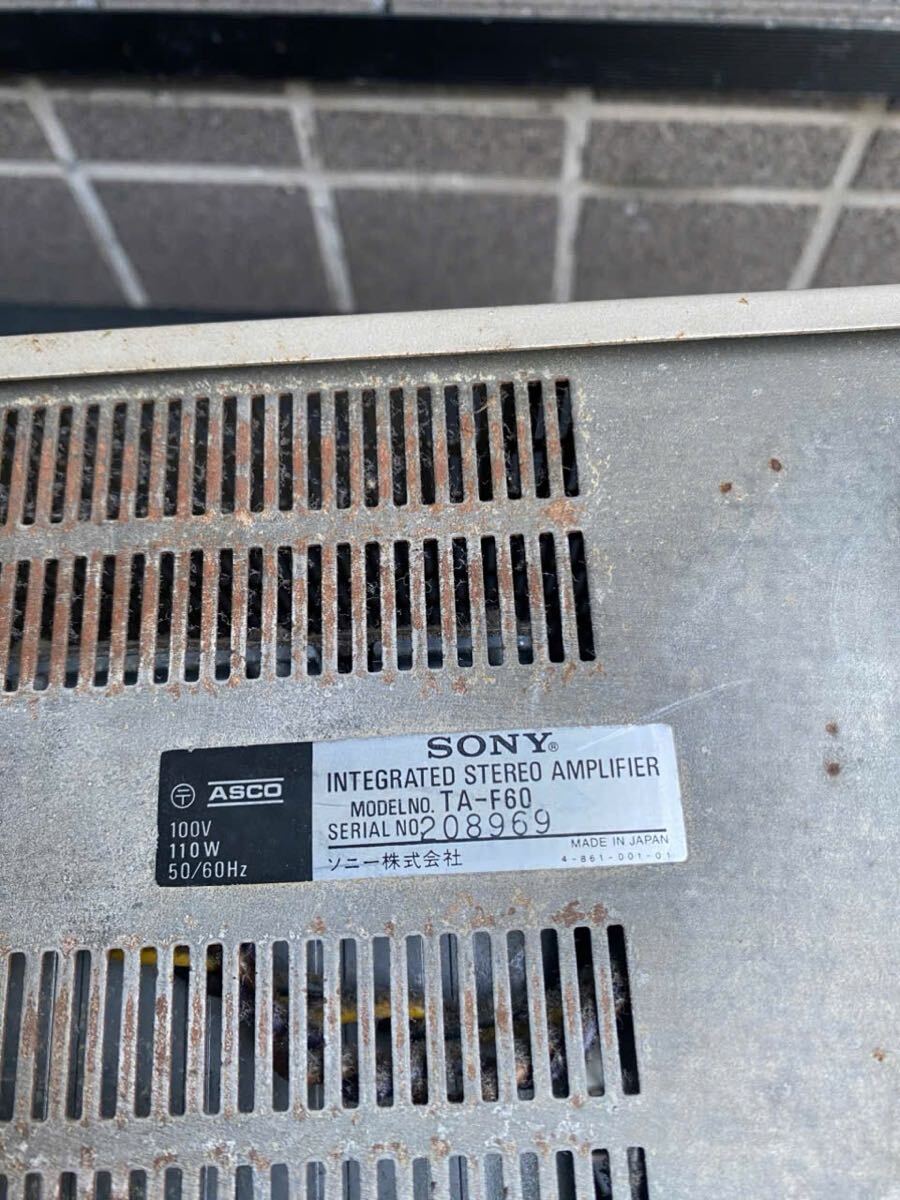 SONY®
INTEGRATED STEREO AMPLIFIER
MODEL NO. TA-F60
SERIAL NO 208969
MADE IN JAPAN
ソニー株式会社
4-861-001-01
〒 ASCO
100V
110W
50/60Hz